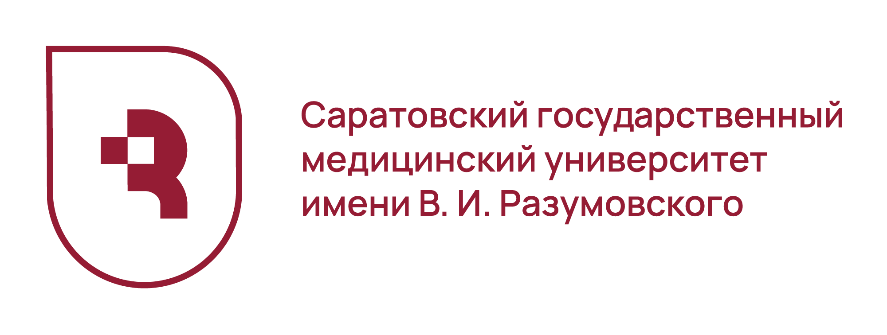 Саратовский государственный
медицинский университет
имени В. И. Разумовского